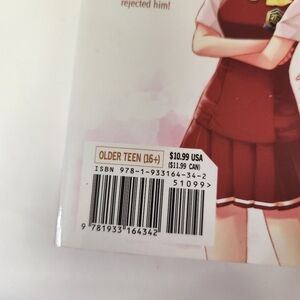 rejected him!
OLDER TEEN (16+)
$10.99 USA
($11.99 CAN)
ISBN 978-1-933164-34-2
51099>
9 781933 164342